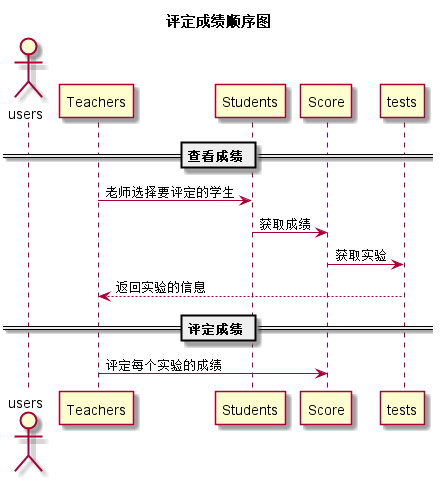 评定成绩顺序图
users
Teachers
Students
Score
tests
查看成绩
老师选择要评定的学生
获取成绩
获取实验
返回实验的信息
评定成绩
评定每个实验的成绩
users
Teachers
Students
Score
tests